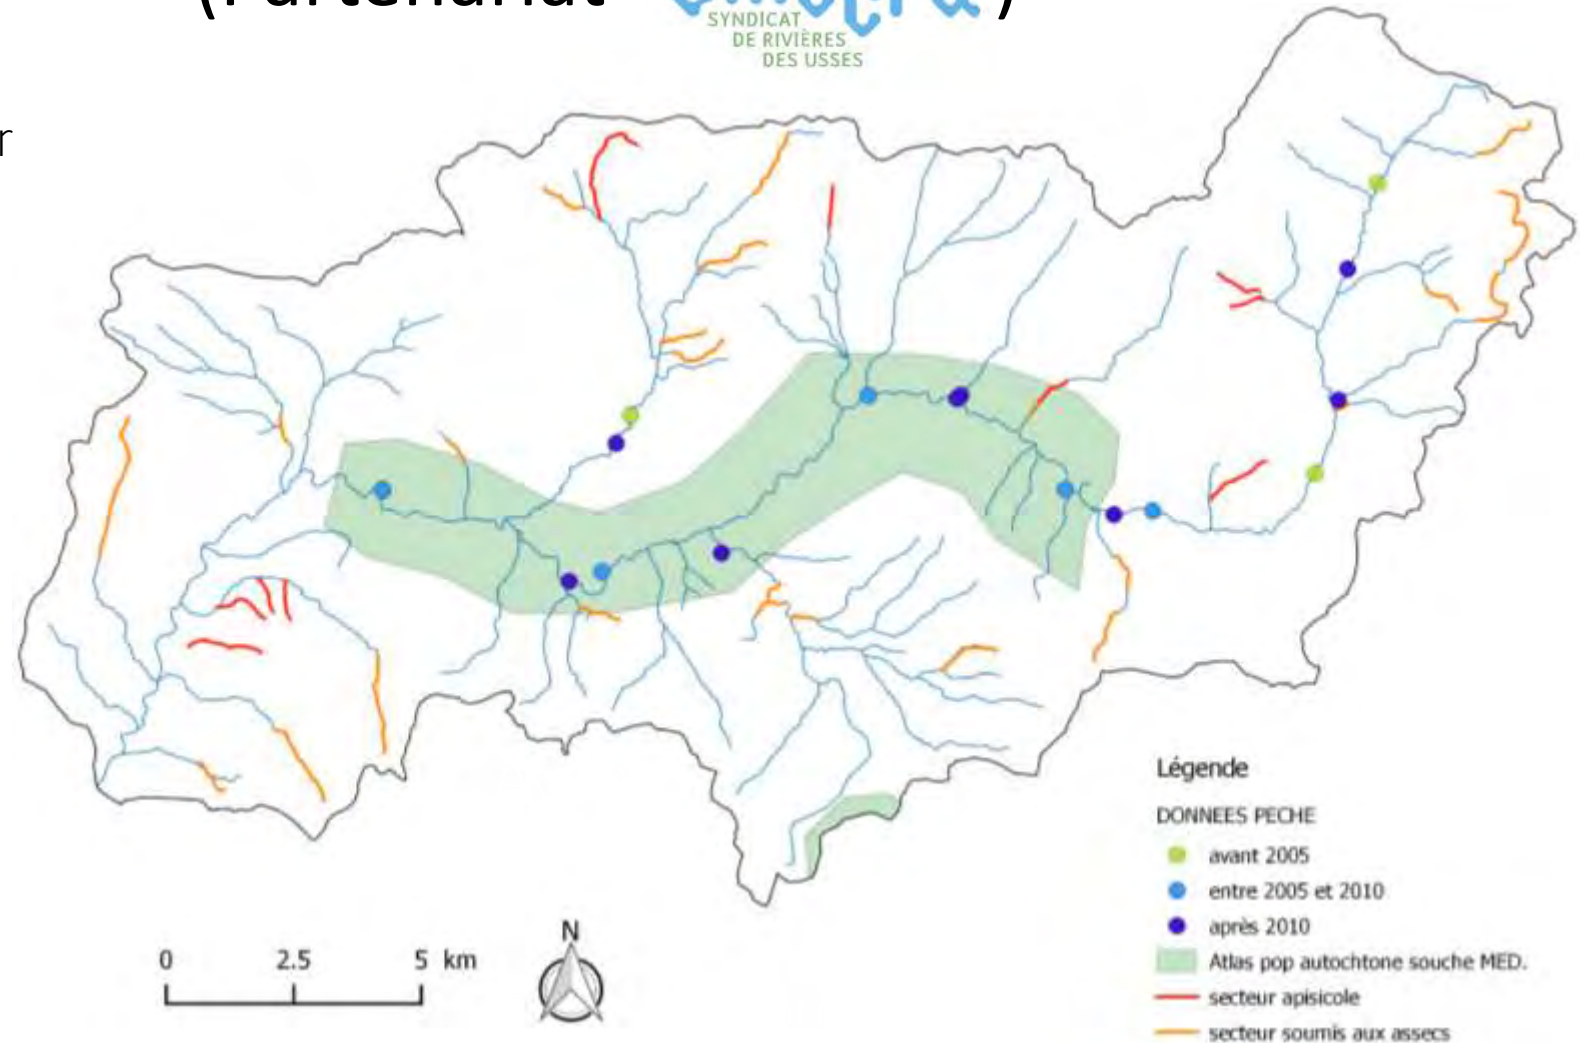 (Partenariat )
SYNDICAT
DE RIVIÈRES
DES USSES
r
Légende
DONNEES PECHE
avant 2005
entre 2005 et 2010
après 2010
Atlas pop autochtone souche MED.
secteur apisicole
secteur soumis aux assecs
N
0 2.5 5 km